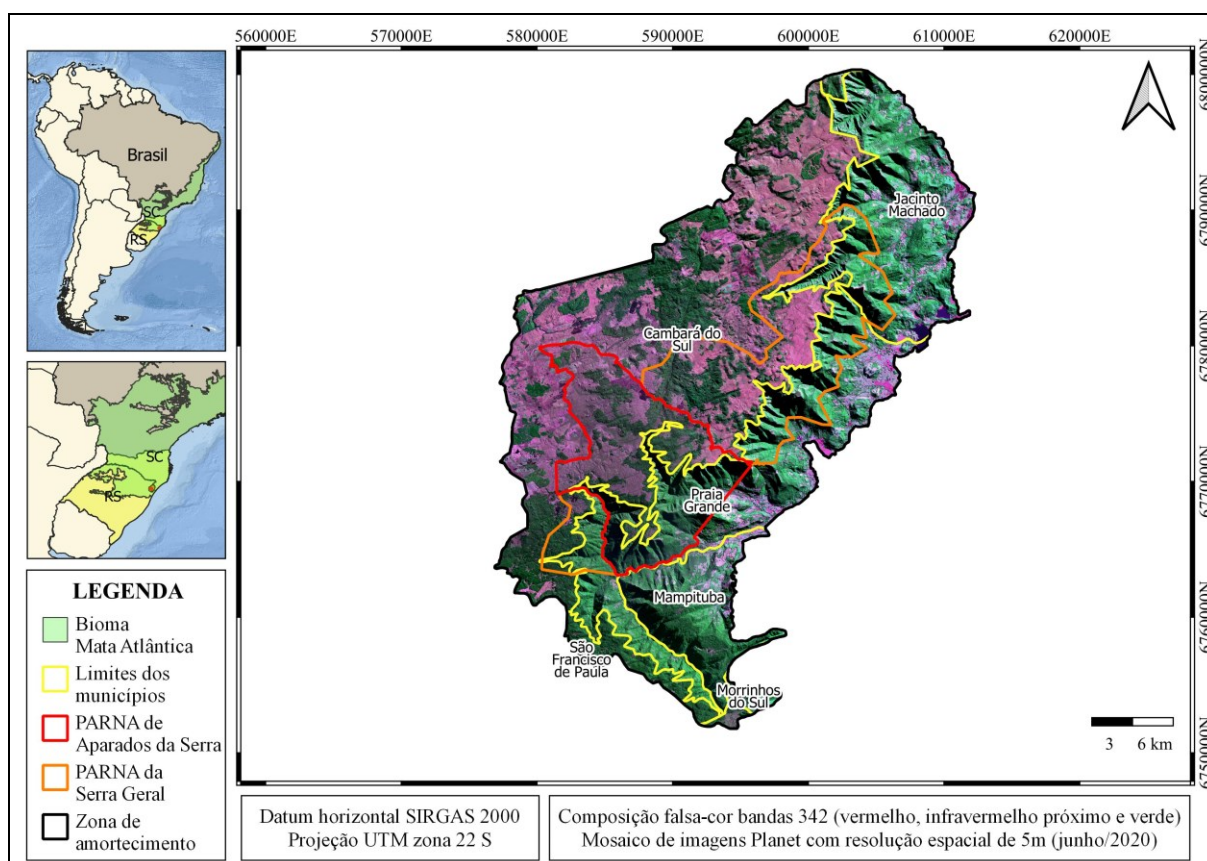 560000E 570000E 580000E 590000E 600000E 610000E 620000E
6800000N
6790000N
6780000N
6770000N
6760000N
6750000N
Brasil
SC
RS
SC
RS
Jacinto
Machado
Cambará do
Sul
Praia
Grande
Mampituba
São
Francisco
de Paula
Morrinhos
do Sul
3 6 km
LEGENDA
Bioma
Mata Atlântica
Limites dos
municípios
PARNA de
Aparados da Serra
PARNA da
Serra Geral
Zona de
amortecimento
Datum horizontal SIRGAS 2000
Projeção UTM zona 22 S
Composição falsa-cor bandas 342 (vermelho, infravermelho próximo e verde)
Mosaico de imagens Planet com resolução espacial de 5m (junho/2020)